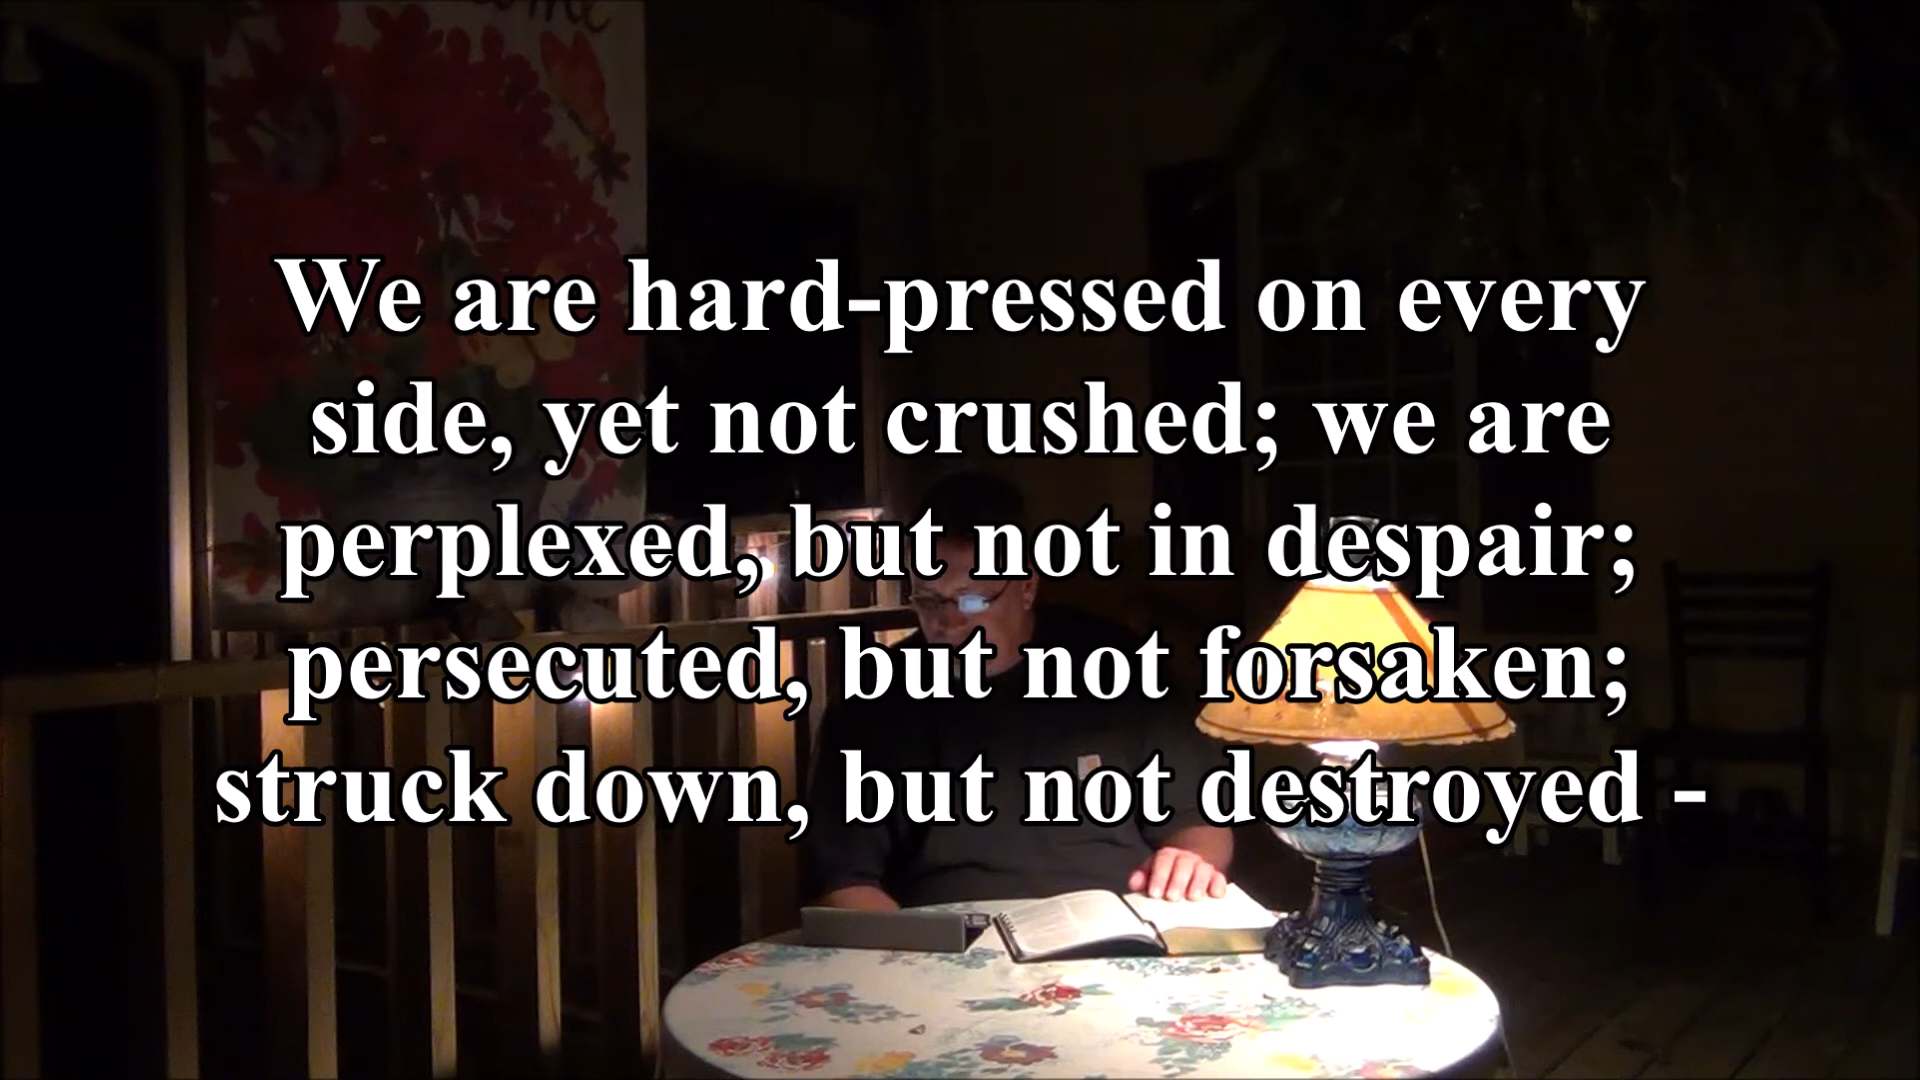 We are hard-pressed on every
side, yet not crushed; we are
perplexed, but not in despair;
persecuted, but not forsaken;
struck down, but not destroyed -